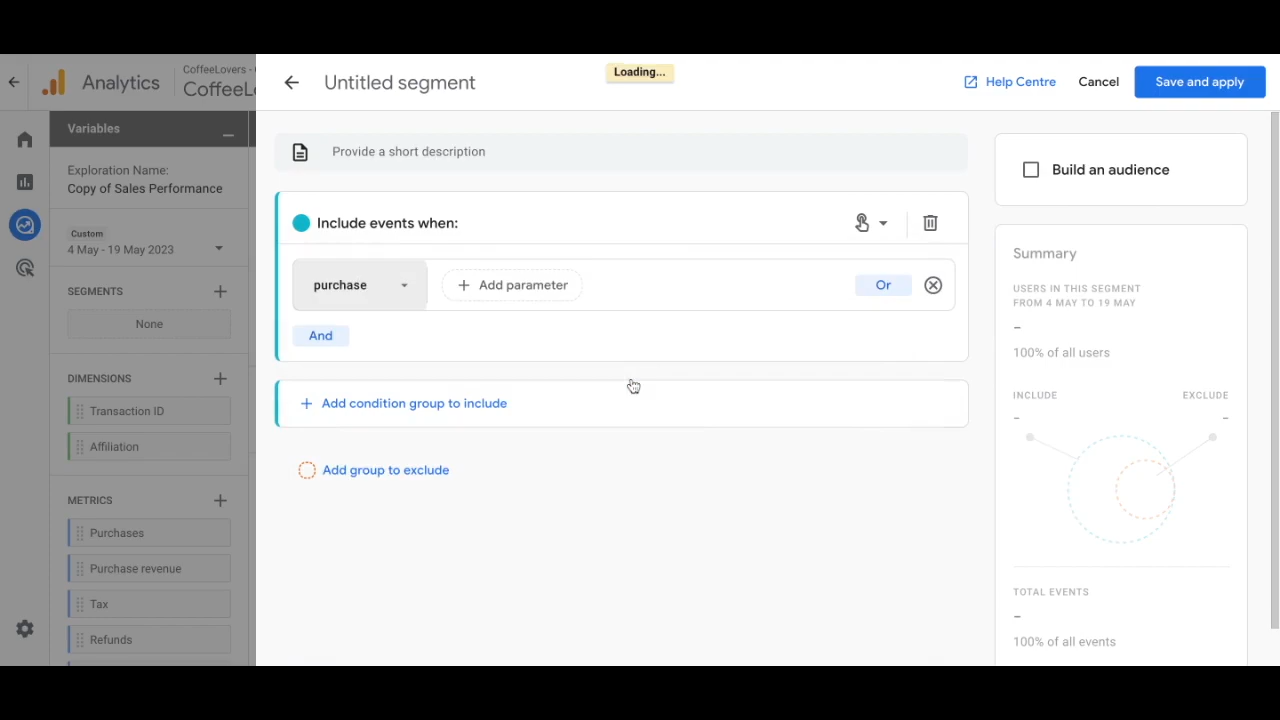 Analytics
CoffeeLovers -
CoffeeLo
Untitled segment
Loading...
Help Centre
Cancel
Save and apply
Variables
Exploration Name:
Copy of Sales Performance
Custom
4 May - 19 May 2023
SEGMENTS
None
DIMENSIONS
Transaction ID
Affiliation
METRICS
Purchases
Purchase revenue
Tax
Refunds
Provide a short description
Include events when:
purchase
Add parameter
Or
And
Add condition group to include
Add group to exclude
Build an audience
Summary
USERS IN THIS SEGMENT
FROM 4 MAY TO 19 MAY
–
100% of all users
INCLUDE
EXCLUDE
–
–
TOTAL EVENTS
–
100% of all events